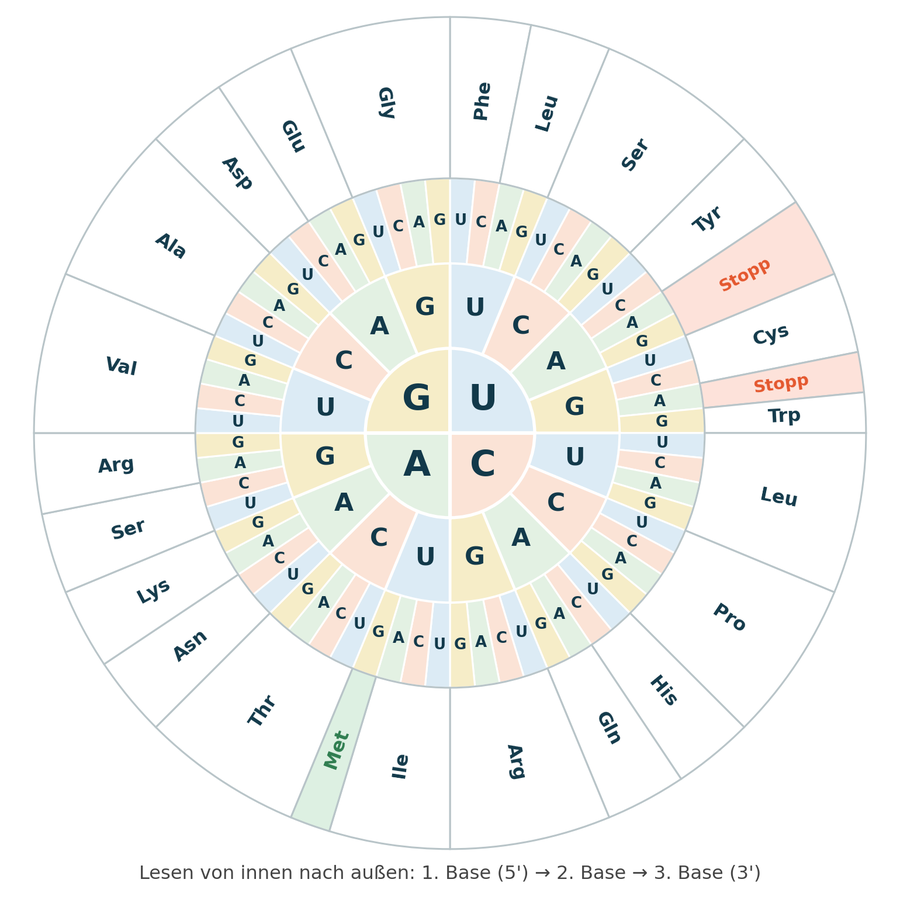 Phe
Leu
Ser
Tyr
Stopp
Cys
Stopp
Trp
Leu
Pro
His
Gln
Arg
Ile
Met
Thr
Asn
Lys
Ser
Arg
Val
Ala
Asp
Glu
Gly
U C A G U C A G U C A G U C A G
U C A G U C A G U C A G U C A G
U C A G U C A G U C A G U C A G
U C A G U C A G U C A G U C A G
U C A G
U C A G
U C A G
U C A G
U C A G
Lesen von innen nach außen: 1. Base (5') → 2. Base → 3. Base (3')